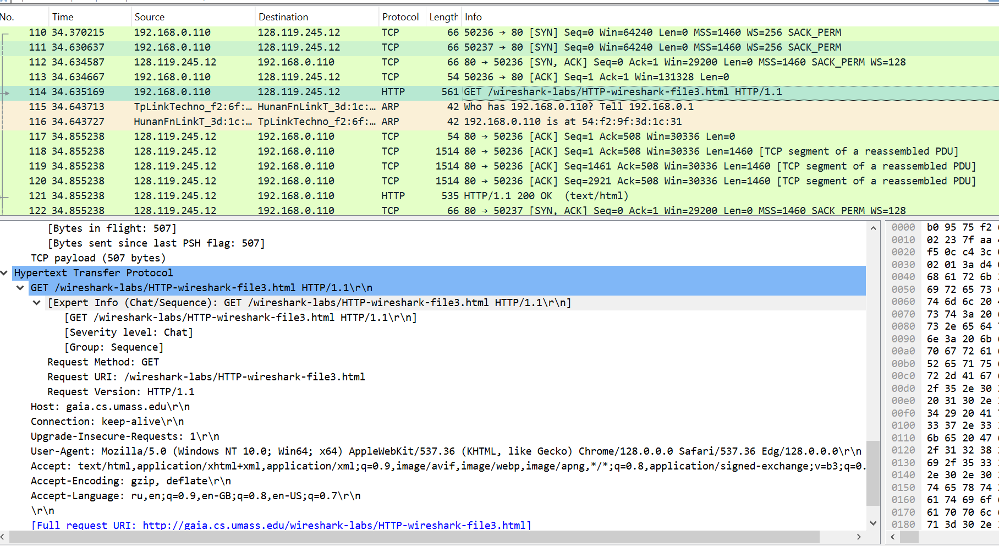 No. Time Source Destination Protocol Length Info
110 34.370215 192.168.0.110 128.119.245.12 TCP 66 50236 → 80 [SYN] Seq=0 Win=64240 Len=0 MSS=1460 WS=256 SACK_PERM
111 34.630637 192.168.0.110 128.119.245.12 TCP 66 50237 → 80 [SYN] Seq=0 Win=64240 Len=0 MSS=1460 WS=256 SACK_PERM
112 34.634587 128.119.245.12 192.168.0.110 TCP 66 80 → 50236 [SYN, ACK] Seq=0 Ack=1 Win=29200 Len=0 MSS=1460 SACK_PERM WS=128
113 34.634667 192.168.0.110 128.119.245.12 TCP 54 50236 → 80 [ACK] Seq=1 Ack=1 Win=131328 Len=0
114 34.635169 192.168.0.110 128.119.245.12 HTTP 561 GET /wireshark-labs/HTTP-wireshark-file3.html HTTP/1.1
115 34.643713 TpLinkTechno_f2:6f:… HunanFnLinkT_3d:1c:… ARP 42 Who has 192.168.0.110? Tell 192.168.0.1
116 34.643727 HunanFnLinkT_3d:1c:… TpLinkTechno_f2:6f:… ARP 42 192.168.0.110 is at 54:f2:9f:3d:1c:31
117 34.855238 128.119.245.12 192.168.0.110 TCP 54 80 → 50236 [ACK] Seq=1 Ack=508 Win=30336 Len=0
118 34.855238 128.119.245.12 192.168.0.110 TCP 1514 80 → 50236 [ACK] Seq=1 Ack=508 Win=30336 Len=1460 [TCP segment of a reassembled PDU]
119 34.855238 128.119.245.12 192.168.0.110 TCP 1514 80 → 50236 [ACK] Seq=1461 Ack=508 Win=30336 Len=1460 [TCP segment of a reassembled PDU]
120 34.855238 128.119.245.12 192.168.0.110 TCP 1514 80 → 50236 [ACK] Seq=2921 Ack=508 Win=30336 Len=1460 [TCP segment of a reassembled PDU]
121 34.855238 128.119.245.12 192.168.0.110 HTTP 535 HTTP/1.1 200 OK (text/html)
122 34.855238 128.119.245.12 192.168.0.110 TCP 66 80 → 50237 [SYN, ACK] Seq=0 Ack=1 Win=29200 Len=0 MSS=1460 SACK_PERM WS=128
[Bytes in flight: 507]
[Bytes sent since last PSH flag: 507]
TCP payload (507 bytes)
Hypertext Transfer Protocol
GET /wireshark-labs/HTTP-wireshark-file3.html HTTP/1.1\r\n
[Expert Info (Chat/Sequence): GET /wireshark-labs/HTTP-wireshark-file3.html HTTP/1.1\r\n]
[GET /wireshark-labs/HTTP-wireshark-file3.html HTTP/1.1\r\n]
[Severity level: Chat]
[Group: Sequence]
Request Method: GET
Request URI: /wireshark-labs/HTTP-wireshark-file3.html
Request Version: HTTP/1.1
Host: gaia.cs.umass.edu\r\n
Connection: keep-alive\r\n
Upgrade-Insecure-Requests: 1\r\n
User-Agent: Mozilla/5.0 (Windows NT 10.0; Win64; x64) AppleWebKit/537.36 (KHTML, like Gecko) Chrome/128.0.0.0 Safari/537.36 Edg/128.0.0.0\r\n
Accept: text/html,application/xhtml+xml,application/xml;q=0.9,image/avif,image/webp,image/apng,*/*;q=0.8,application/signed-exchange;v=b3;q=0.
Accept-Encoding: gzip, deflate\r\n
Accept-Language: ru,en;q=0.9,en-GB;q=0.8,en-US;q=0.7\r\n
\r\n
[Full request URI: http://gaia.cs.umass.edu/wireshark-labs/HTTP-wireshark-file3.html]
0000 b0 95 75 f2
0010 02 23 7f aa
0020 f5 0c c4 3c
0030 02 01 3a d4
0040 68 61 72 6b
0050 69 72 65 73
0060 74 6d 6c 20
0070 73 74 3a 20
0080 73 2e 65 64
0090 6e 3a 20 6b
00a0 70 67 72 61
00b0 52 65 71 75
00c0 72 2d 41 67
00d0 2f 35 2e 30
00e0 20 31 30 2e
00f0 34 29 20 41
0100 33 37 2e 33
0110 6b 65 20 47
0120 2f 31 32 38
0130 69 2f 35 33
0140 2e 30 2e 30
0150 74 65 78 74
0160 61 74 69 6f
0170 61 70 70 6c
0180 71 3d 30 2e